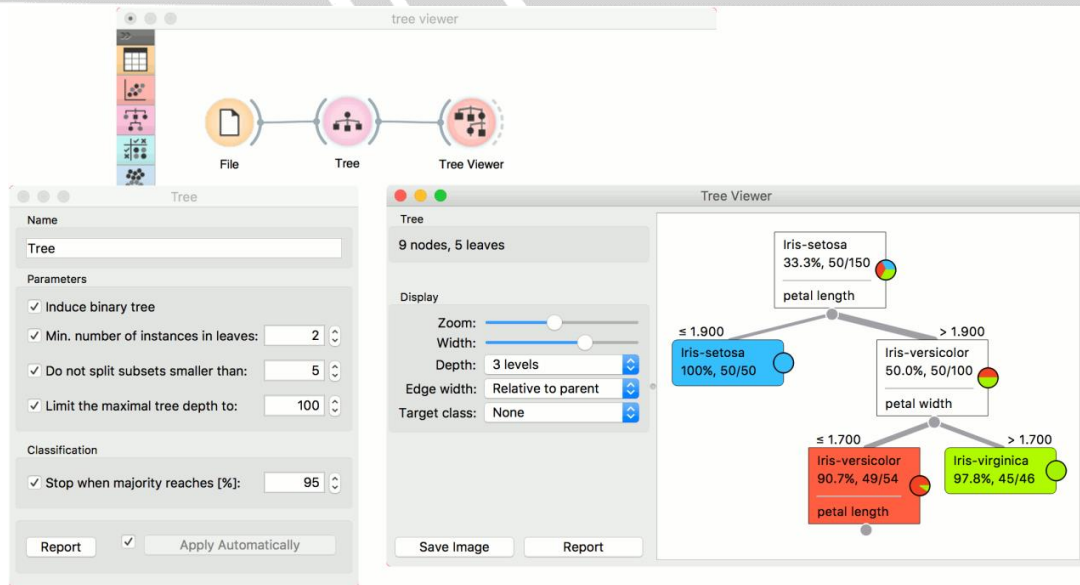 tree viewer
File
Tree
Tree Viewer
Tree
Name
Tree
Parameters
Induce binary tree
Min. number of instances in leaves: 2
Do not split subsets smaller than: 5
Limit the maximal tree depth to: 100
Classification
Stop when majority reaches [%]: 95
Report
Apply Automatically
Tree Viewer
Tree
9 nodes, 5 leaves
Display
Zoom:
Width:
Depth: 3 levels
Edge width: Relative to parent
Target class: None
Save Image
Report
Iris-setosa
33.3%, 50/150
petal length
≤ 1.900
> 1.900
Iris-setosa
100%, 50/50
Iris-versicolor
50.0%, 50/100
petal width
≤ 1.700
> 1.700
Iris-versicolor
90.7%, 49/54
petal length
Iris-virginica
97.8%, 45/46